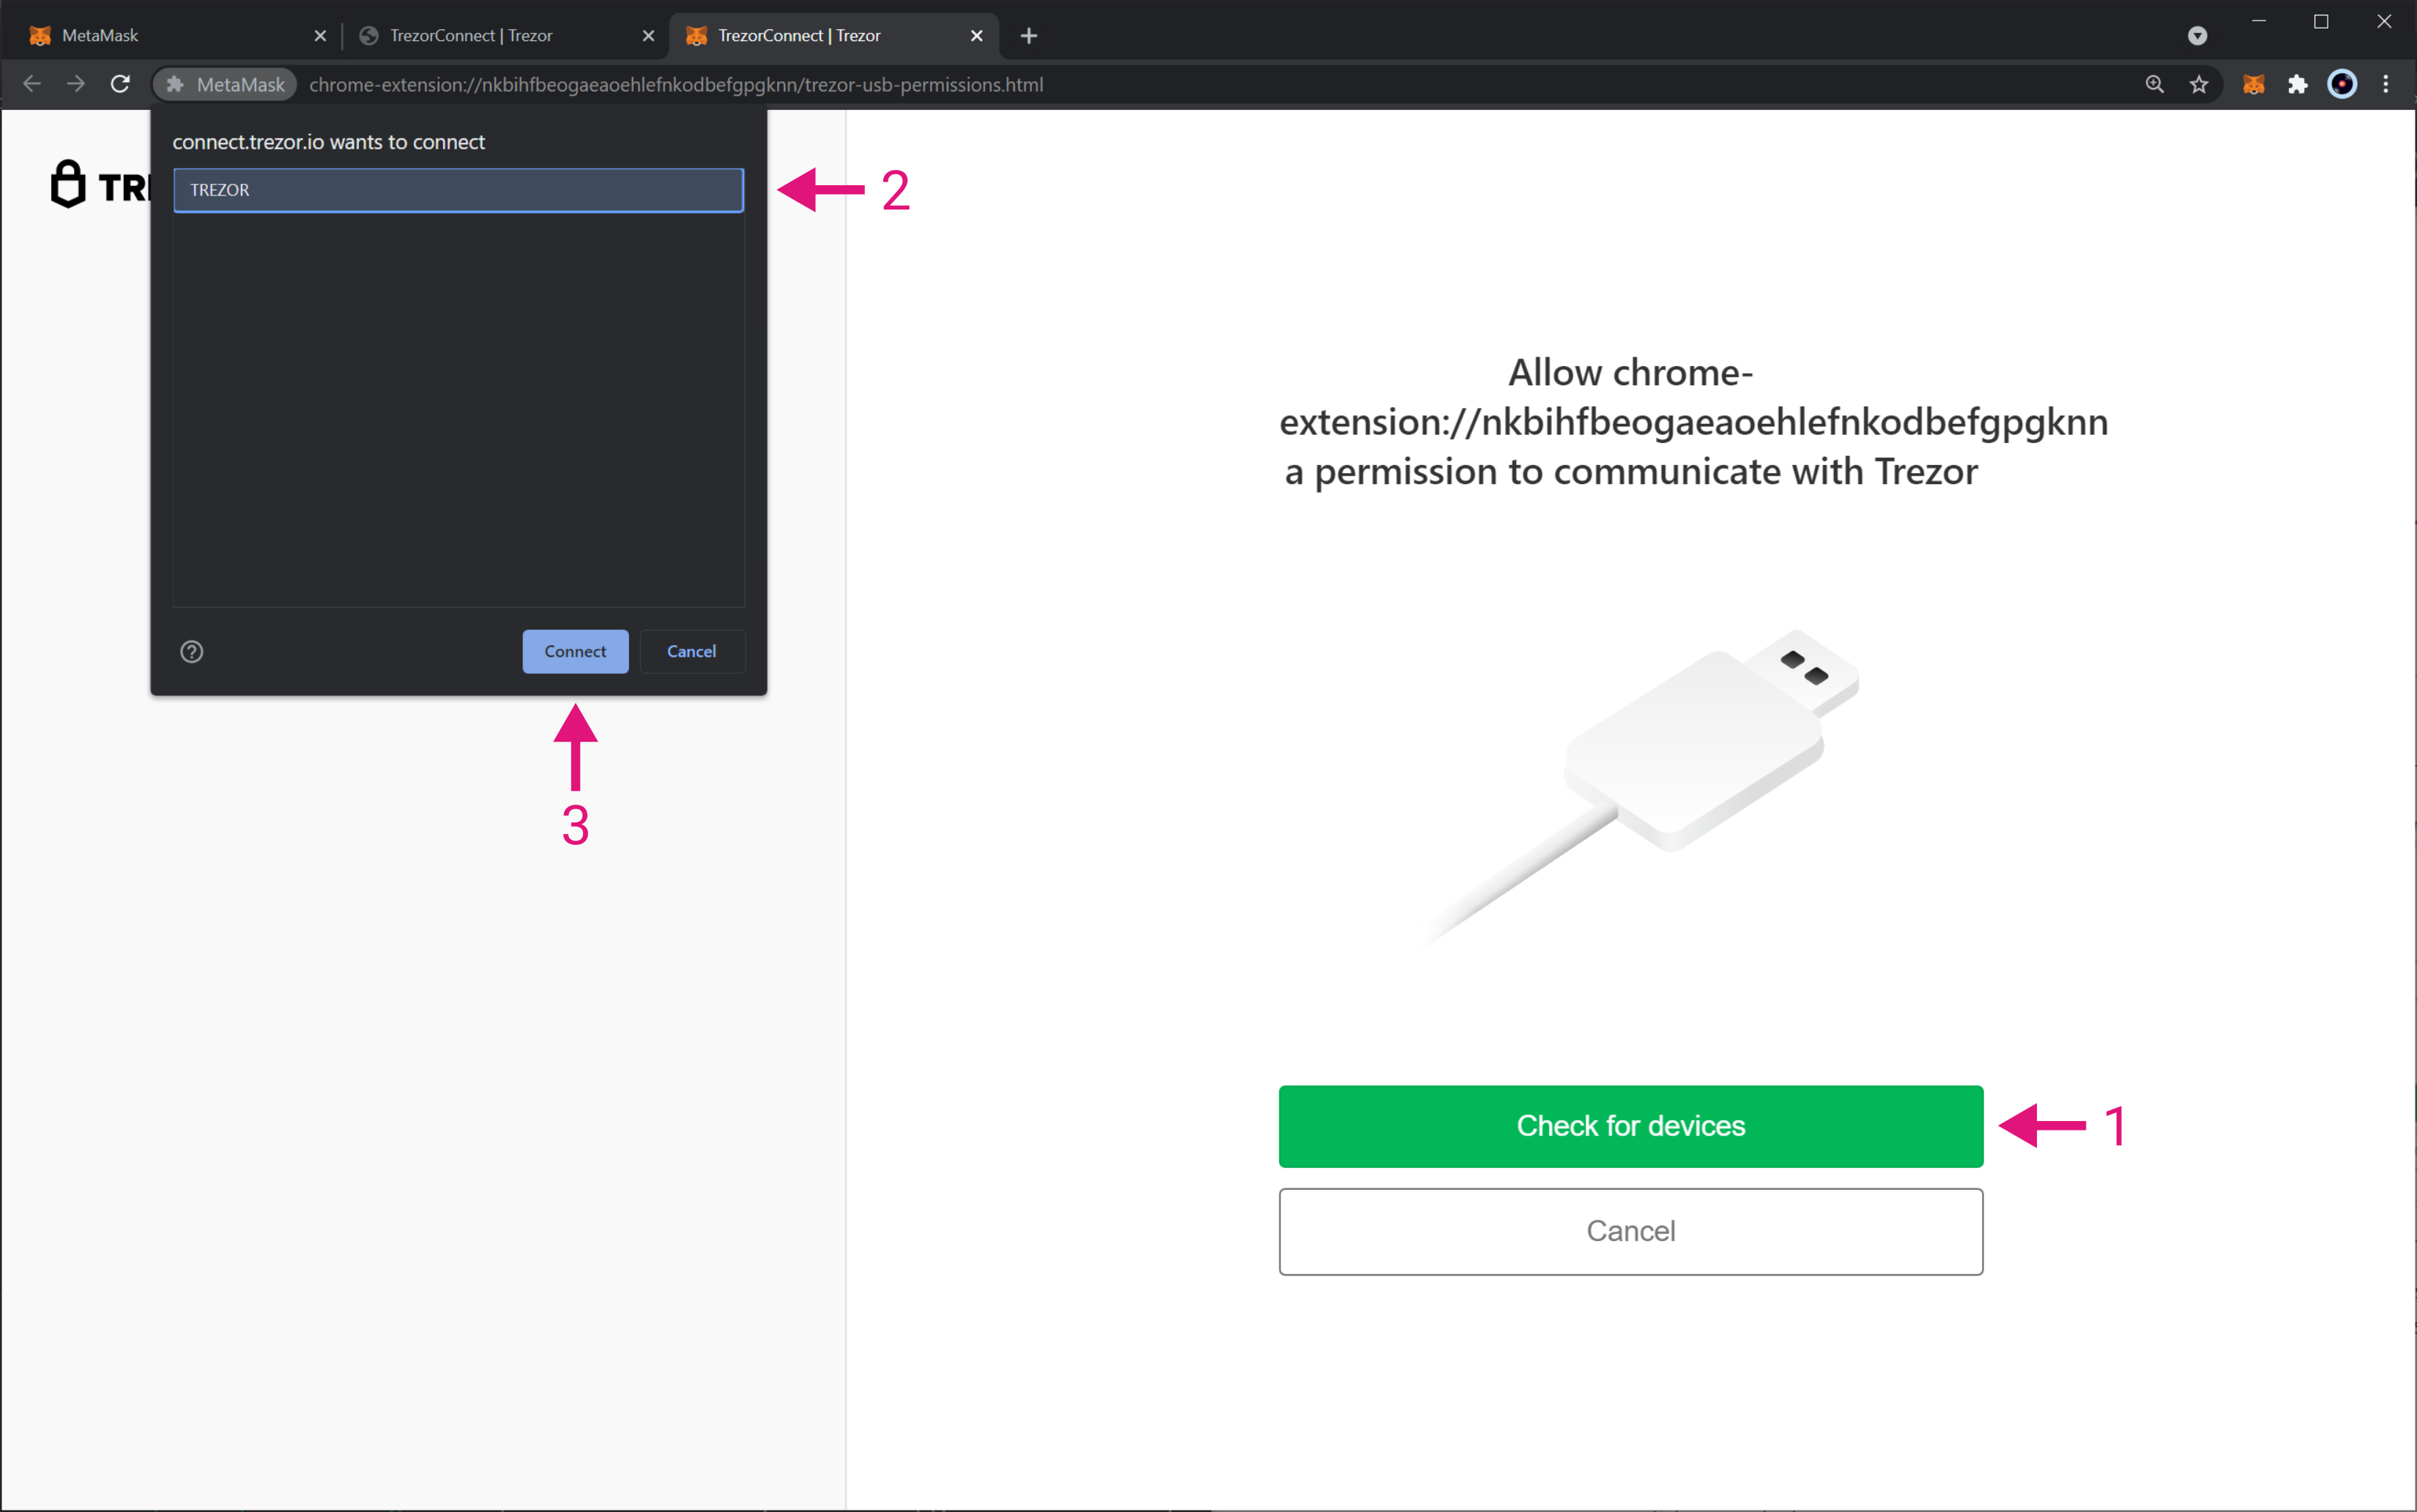 MetaMask
TrezorConnect | Trezor
TrezorConnect | Trezor
MetaMask
chrome-extension://nkbihfbeogaeaoehlefnkodbefgpgknn/trezor-usb-permissions.html
connect.trezor.io wants to connect
TREZOR
2
Connect
Cancel
3
Allow chrome-
extension://nkbihfbeogaeaoehlefnkodbefgpgknn
a permission to communicate with Trezor
Check for devices
1
Cancel